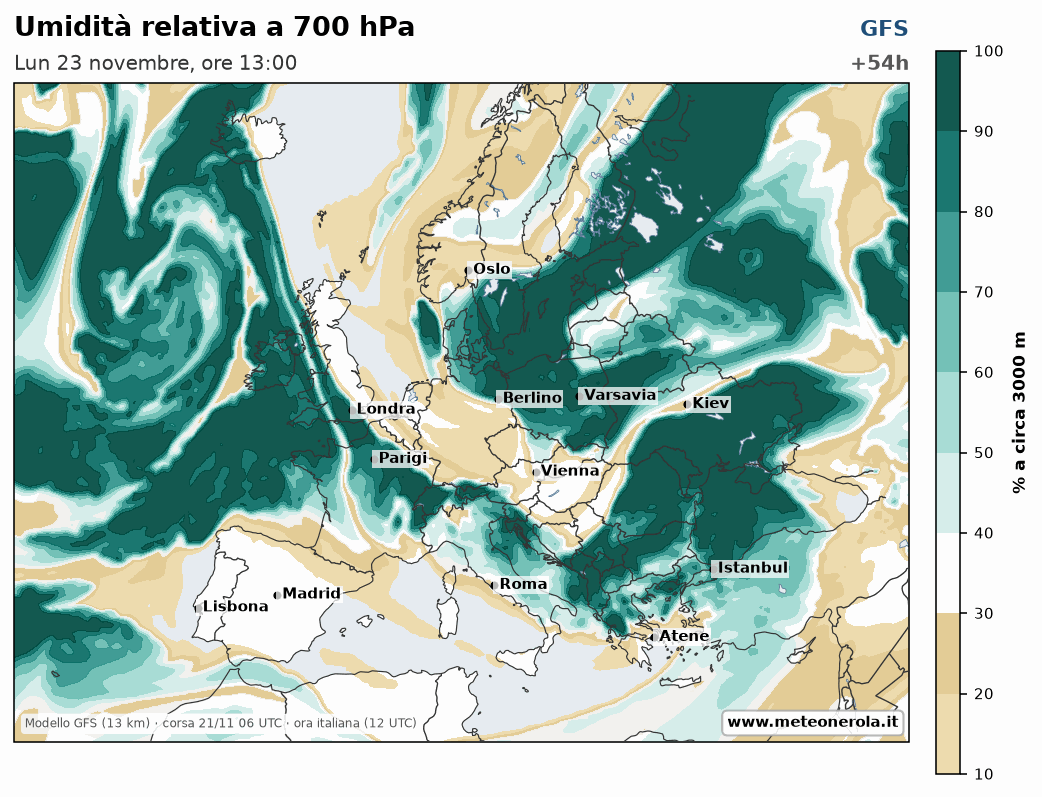 Umidità relativa a 700 hPa
GFS
Lun 23 novembre, ore 13:00
+54h
100
90
80
70
60
50
40
30
20
10
% a circa 3000 m
Oslo
Berlino
Varsavia
Kiev
Londra
Parigi
Vienna
Istanbul
Roma
Madrid
Lisbona
Atene
Modello GFS (13 km) · corsa 21/11 06 UTC · ora italiana (12 UTC)
www.meteonerola.it